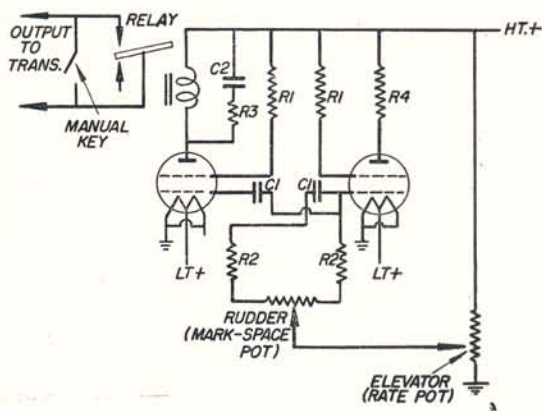 OUTPUT
TO
TRANS.
RELAY
MANUAL
KEY
C2
R3
R1
R1
R4
HT.+
C1
C1
LT+
LT+
R2
R2
RUDDER
(MARK-SPACE
POT)
ELEVATOR
(RATE POT)